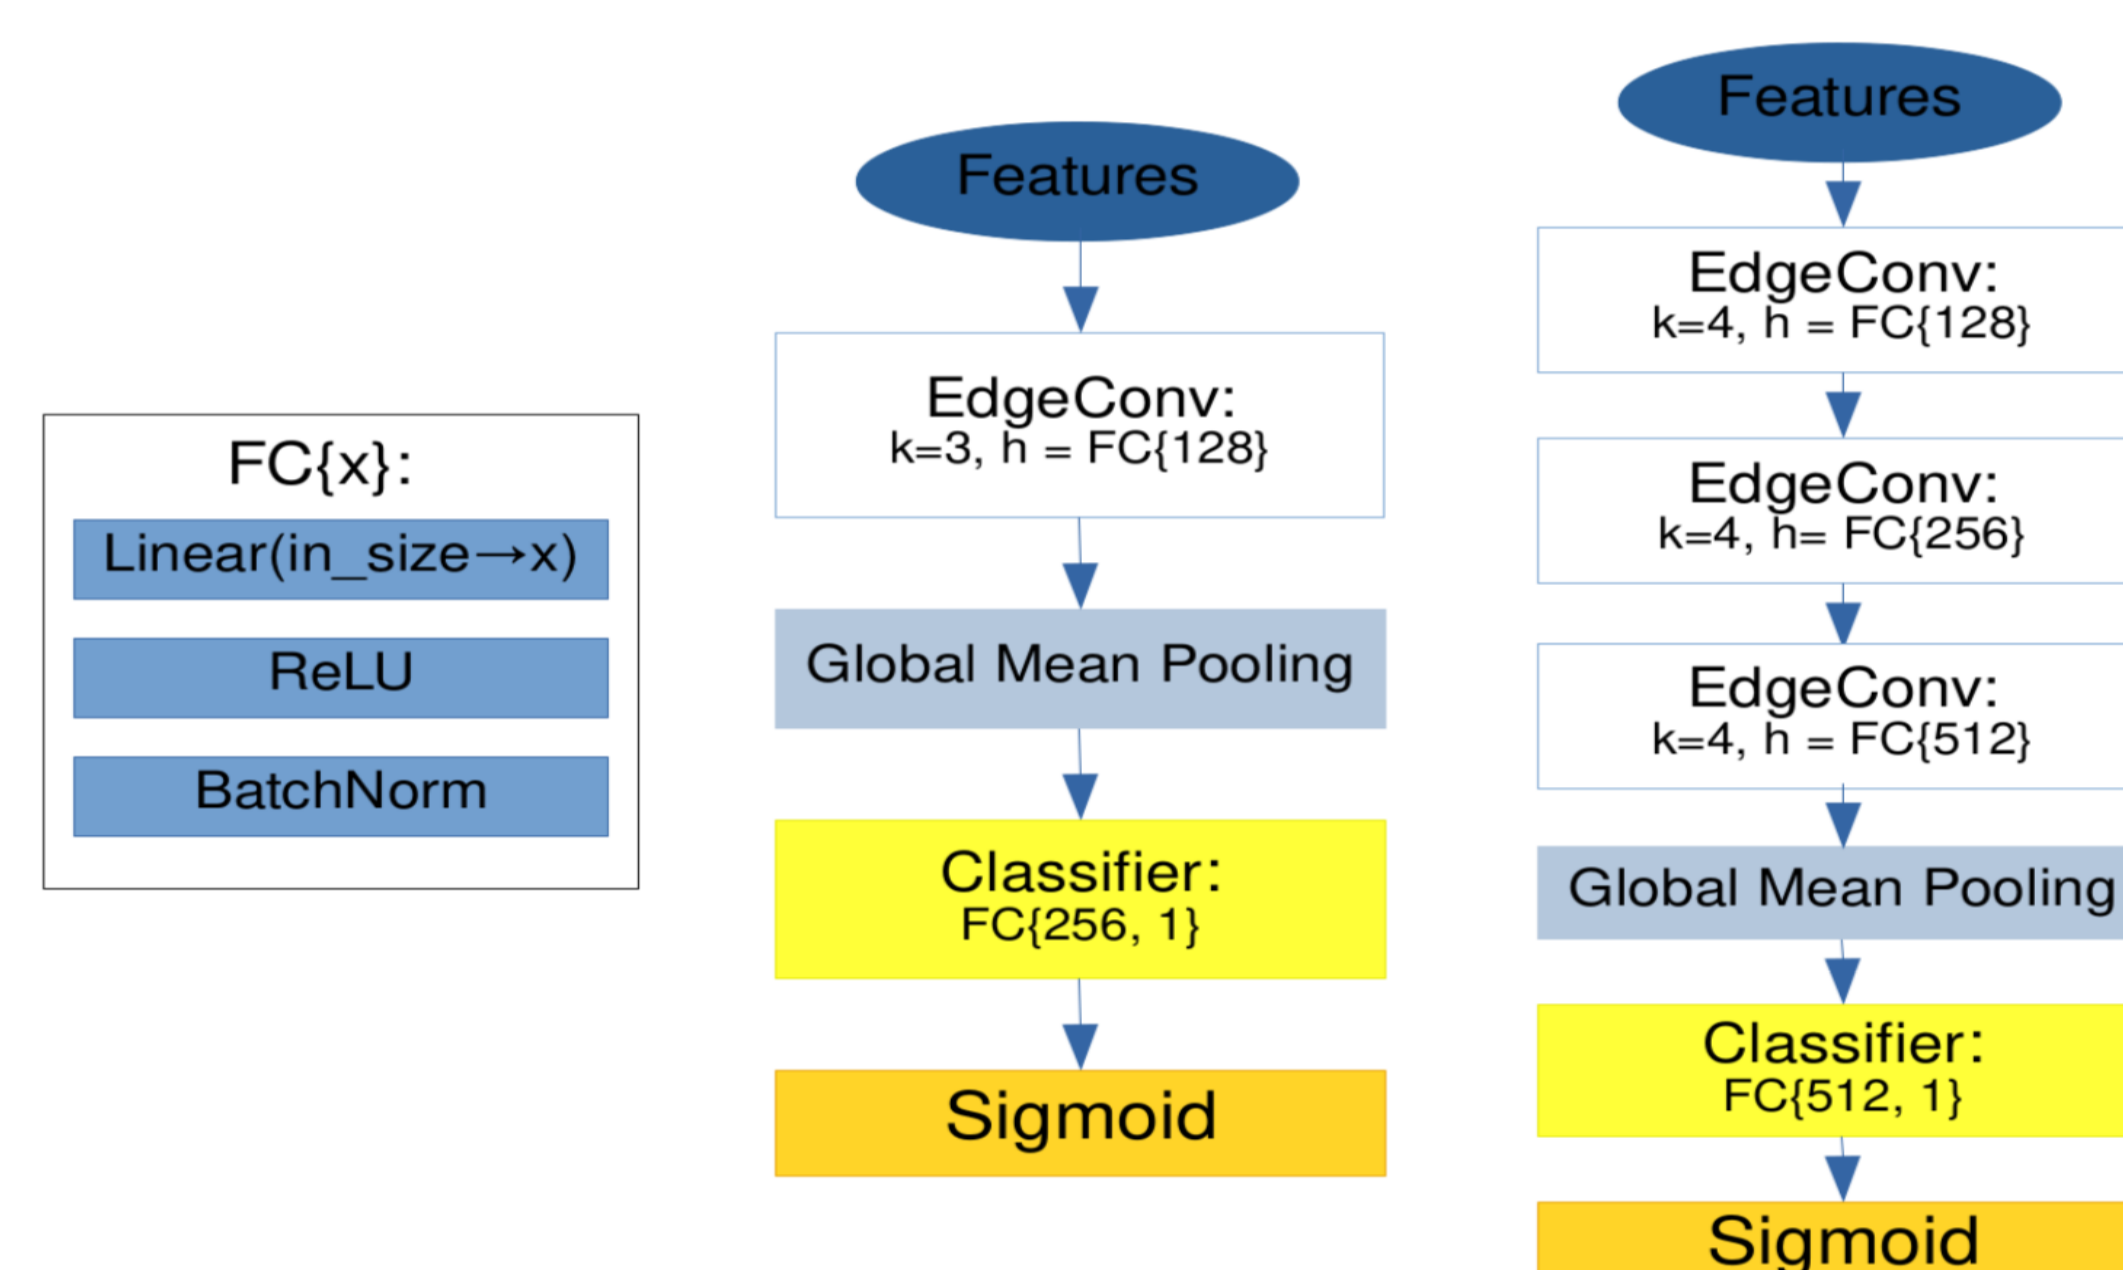 FC{x}:
Linear(in_size→x)
ReLU
BatchNorm
Features
EdgeConv:
k=3, h = FC{128}
Global Mean Pooling
Classifier:
FC{256, 1}
Sigmoid
Features
EdgeConv:
k=4, h = FC{128}
EdgeConv:
k=4, h= FC{256}
EdgeConv:
k=4, h = FC{512}
Global Mean Pooling
Classifier:
FC{512, 1}
Sigmoid